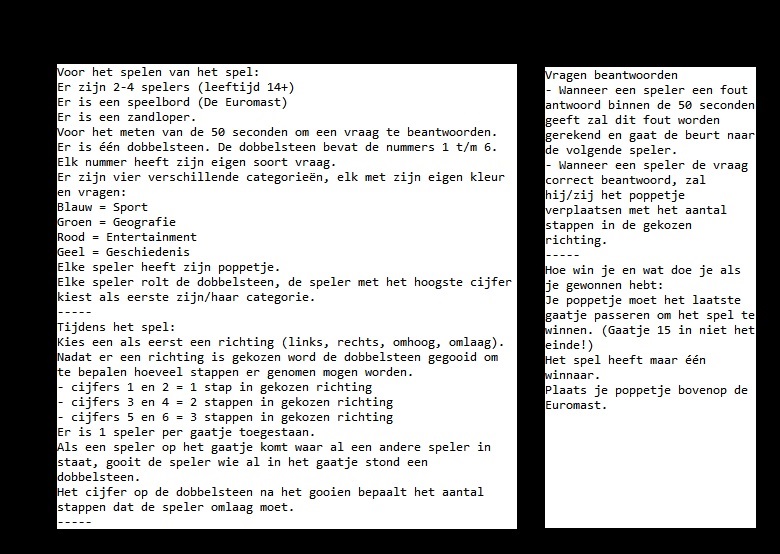 Voor het spelen van het spel:
Er zijn 2-4 spelers (leeftijd 14+)
Er is een speelbord (De Euromast)
Er is een zandloper.
Voor het meten van de 50 seconden om een vraag te beantwoorden.
Er is één dobbelsteen. De dobbelsteen bevat de nummers 1 t/m 6.
Elk nummer heeft zijn eigen soort vraag.
Er zijn vier verschillende categorieën, elk met zijn eigen kleur
en vragen:
Blauw = Sport
Groen = Geografie
Rood = Entertainment
Geel = Geschiedenis
Elke speler heeft zijn poppetje.
Elke speler rolt de dobbelsteen, de speler met het hoogste cijfer
kiest als eerste zijn/haar categorie.
-----
Tijdens het spel:
Kies een als eerst een richting (links, rechts, omhoog, omlaag).
Nadat er een richting is gekozen word de dobbelsteen gegooid om
te bepalen hoeveel stappen er genomen mogen worden.
- cijfers 1 en 2 = 1 stap in gekozen richting
- cijfers 3 en 4 = 2 stappen in gekozen richting
- cijfers 5 en 6 = 3 stappen in gekozen richting
Er is 1 speler per gaatje toegestaan.
Als een speler op het gaatje komt waar al een andere speler in
staat, gooit de speler wie al in het gaatje stond een
dobbelsteen.
Het cijfer op de dobbelsteen na het gooien bepaalt het aantal
stappen dat de speler omlaag moet.
-----
Vragen beantwoorden
- Wanneer een speler een fout
antwoord binnen de 50 seconden
geeft zal dit fout worden
gerekend en gaat de beurt naar
de volgende speler.
- Wanneer een speler de vraag
correct beantwoord, zal
hij/zij het poppetje
verplaatsen met het aantal
stappen in de gekozen
richting.
-----
Hoe win je en wat doe je als
je gewonnen hebt:
Je poppetje moet het laatste
gaatje passeren om het spel te
winnen. (Gaatje 15 in niet het
einde!)
Het spel heeft maar één
winnaar.
Plaats je poppetje bovenop de
Euromast.